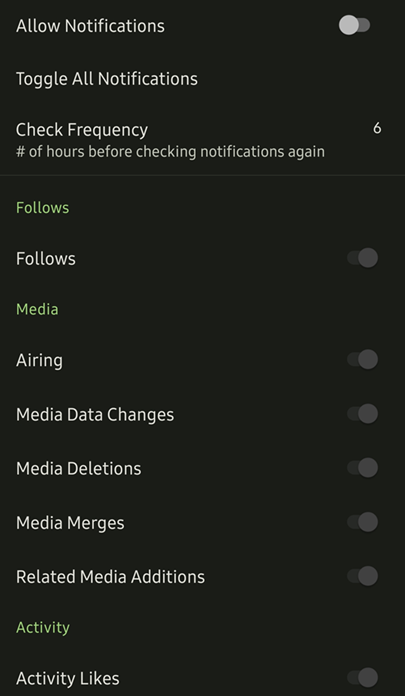 Allow Notifications
Toggle All Notifications
Check Frequency
6
# of hours before checking notifications again
Follows
Follows
Media
Airing
Media Data Changes
Media Deletions
Media Merges
Related Media Additions
Activity
Activity Likes